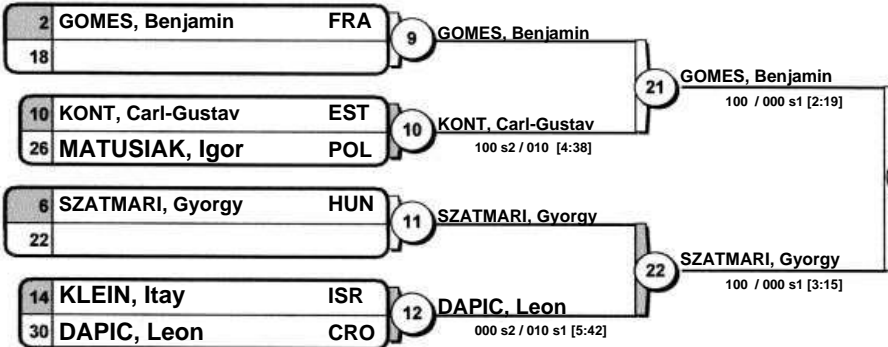 2 GOMES, Benjamin FRA
18
9
GOMES, Benjamin
10 KONT, Carl-Gustav EST
26 MATUSIAK, Igor POL
10
KONT, Carl-Gustav
100 s2 / 010 [4:38]
21
GOMES, Benjamin
100 / 000 s1 [2:19]
6 SZATMARI, Gyorgy HUN
22
11
SZATMARI, Gyorgy
14 KLEIN, Itay ISR
30 DAPIC, Leon CRO
12
DAPIC, Leon
000 s2 / 010 s1 [5:42]
22
SZATMARI, Gyorgy
100 / 000 s1 [3:15]